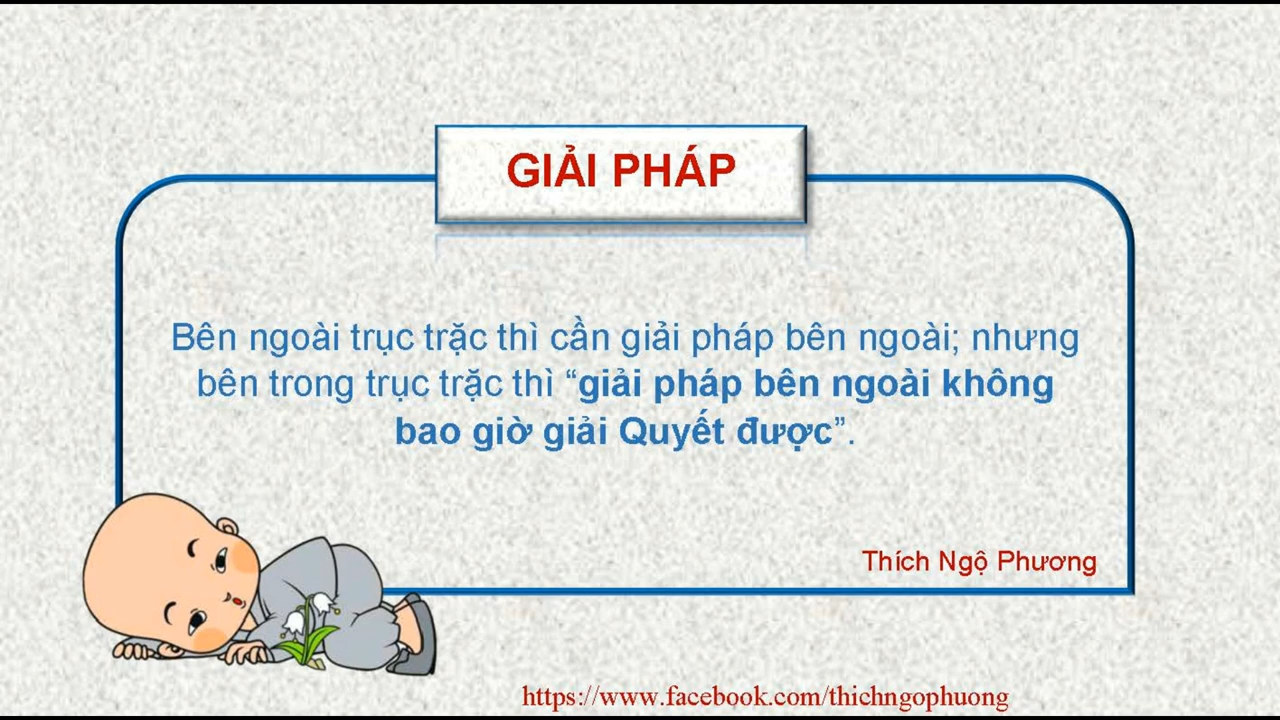 GIẢI PHÁP
Bên ngoài trục trặc thì cần giải pháp bên ngoài; nhưng
bên trong trục trặc thì “giải pháp bên ngoài không
bao giờ giải Quyết được”.
Thích Ngộ Phương
https://www.facebook.com/thichngophuong